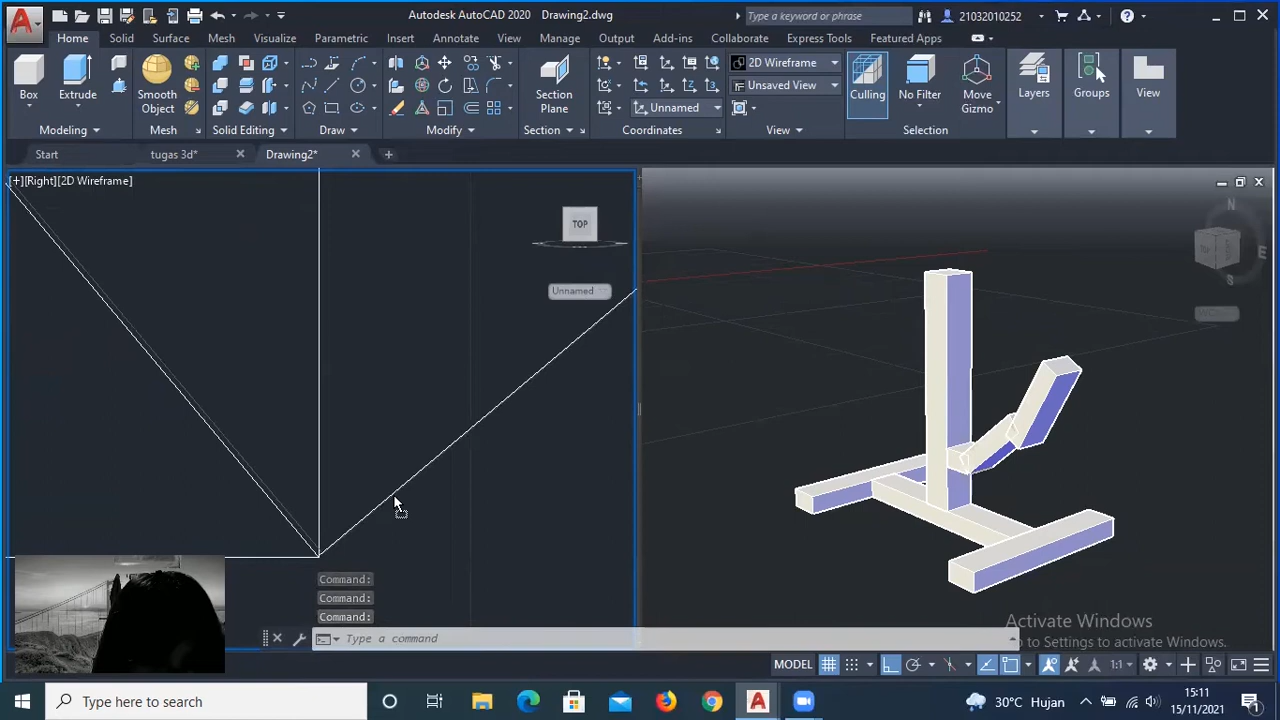 Autodesk AutoCAD 2020 Drawing2.dwg
Type a keyword or phrase
21032010252
Home Solid Surface Mesh Visualize Parametric Insert Annotate View Manage Output Add-ins Collaborate Express Tools Featured Apps
Box
Extrude
Smooth
Object
Section
Plane
2D Wireframe
Unsaved View
Unnamed
Culling
No Filter
Move
Gizmo
Layers
Groups
View
Modeling
Mesh
Solid Editing
Draw
Modify
Section
Coordinates
View
Selection
Start
tugas 3d*
Drawing2*
[+][Right][2D Wireframe]
TOP
Unnamed
N
E
S
Command:
Command:
Command:
Type a command
Activate Windows
o to Settings to activate Windows.
MODEL
1:1
Type here to search
30°C Hujan
15:11
15/11/2021
1